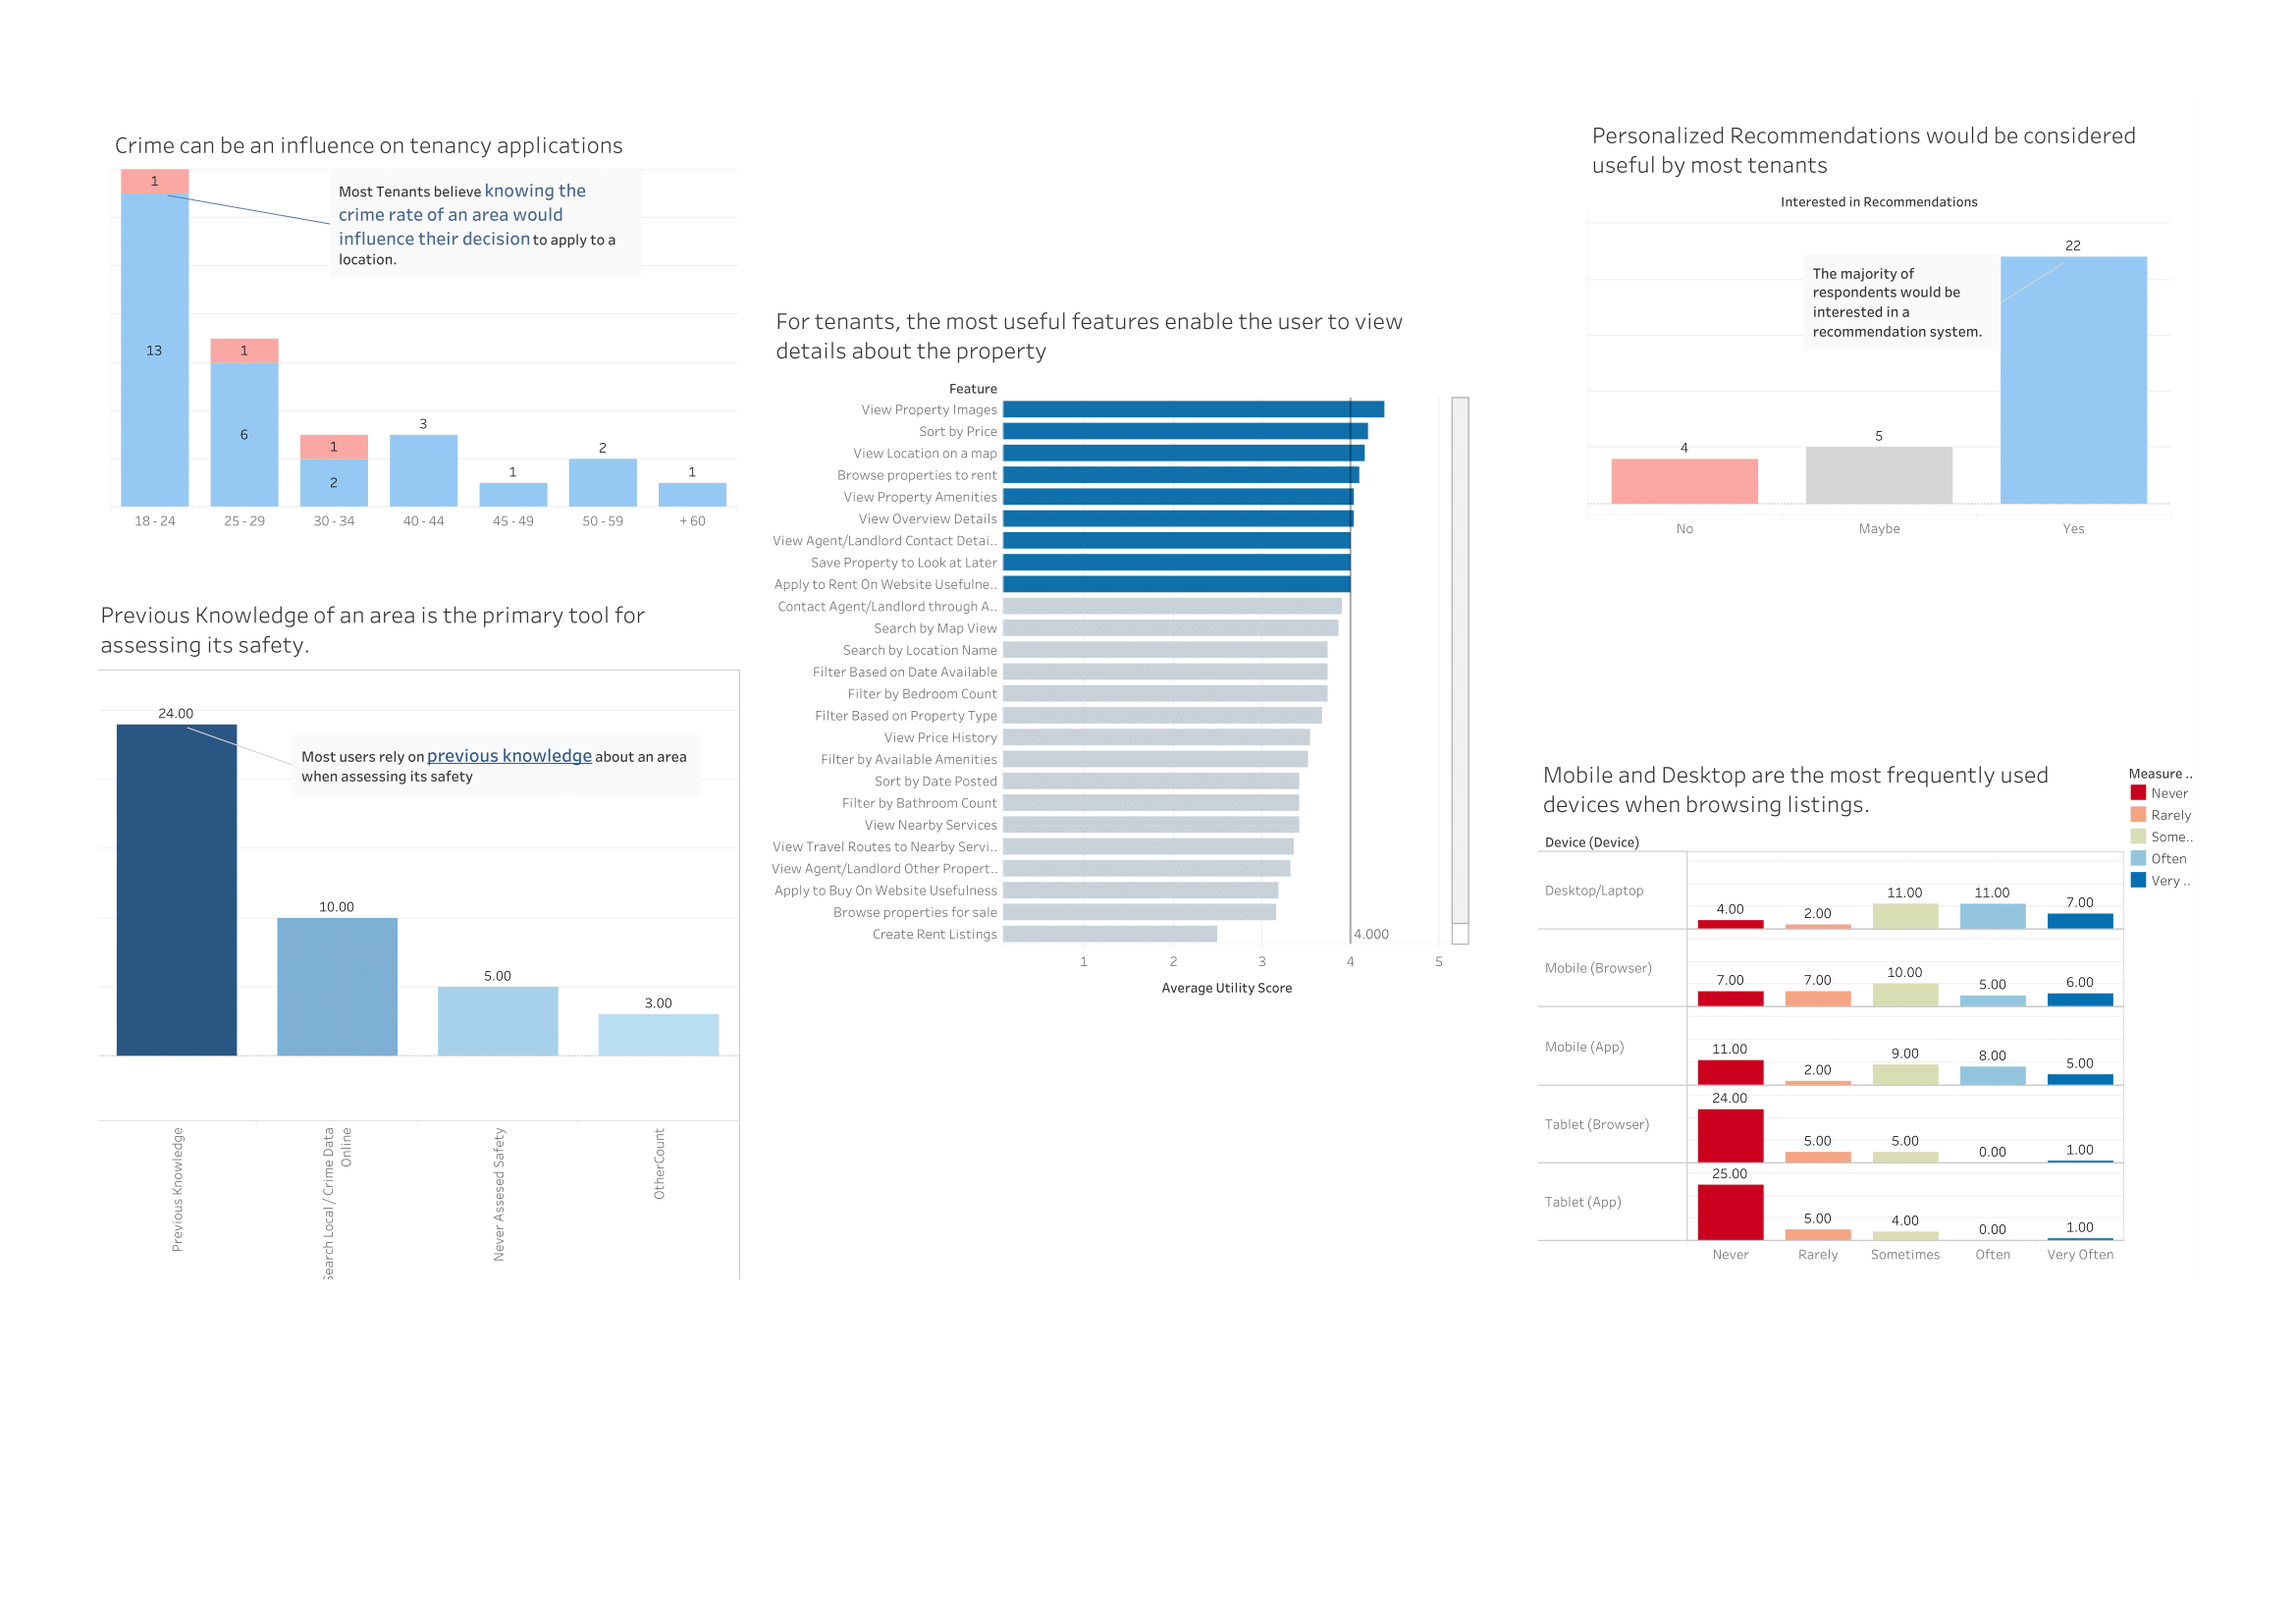 Crime can be an influence on tenancy applications
1
Most Tenants believe knowing the
crime rate of an area would
influence their decision to apply to a
location.
13
1
6
1
2
3
1
2
1
18 - 24
25 - 29
30 - 34
40 - 44
45 - 49
50 - 59
+ 60
Previous Knowledge of an area is the primary tool for
assessing its safety.
24.00
Most users rely on previous knowledge about an area
when assessing its safety
10.00
5.00
3.00
Previous Knowledge
Search Local / Crime Data
Online
Never Assesed Safety
OtherCount
For tenants, the most useful features enable the user to view
details about the property
Feature
View Property Images
Sort by Price
View Location on a map
Browse properties to rent
View Property Amenities
View Overview Details
View Agent/Landlord Contact Detai..
Save Property to Look at Later
Apply to Rent On Website Usefulne..
Contact Agent/Landlord through A..
Search by Map View
Search by Location Name
Filter Based on Date Available
Filter by Bedroom Count
Filter Based on Property Type
View Price History
Filter by Available Amenities
Sort by Date Posted
Filter by Bathroom Count
View Nearby Services
View Travel Routes to Nearby Servi..
View Agent/Landlord Other Propert..
Apply to Buy On Website Usefulness
Browse properties for sale
Create Rent Listings
4.000
1 2 3 4 5
Average Utility Score
Personalized Recommendations would be considered
useful by most tenants
Interested in Recommendations
22
The majority of
respondents would be
interested in a
recommendation system.
4
5
No Maybe Yes
Mobile and Desktop are the most frequently used
devices when browsing listings.
Measure ..
Never
Rarely
Some..
Often
Very ..
Device (Device)
Desktop/Laptop
4.00 2.00 11.00 11.00 7.00
Mobile (Browser)
7.00 7.00 10.00 5.00 6.00
Mobile (App)
11.00 2.00 9.00 8.00 5.00
Tablet (Browser)
24.00 5.00 5.00 0.00 1.00
Tablet (App)
25.00 5.00 4.00 0.00 1.00
Never Rarely Sometimes Often Very Often